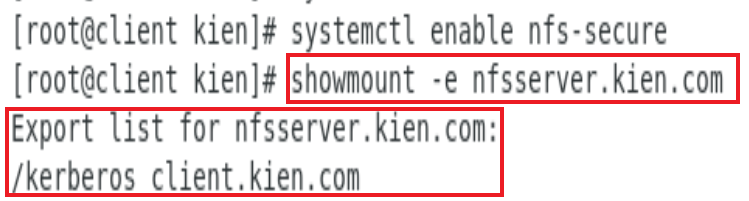 [root@client kien]# systemctl enable nfs-secure
[root@client kien]# showmount -e nfsserver.kien.com
Export list for nfsserver.kien.com:
/kerberos client.kien.com